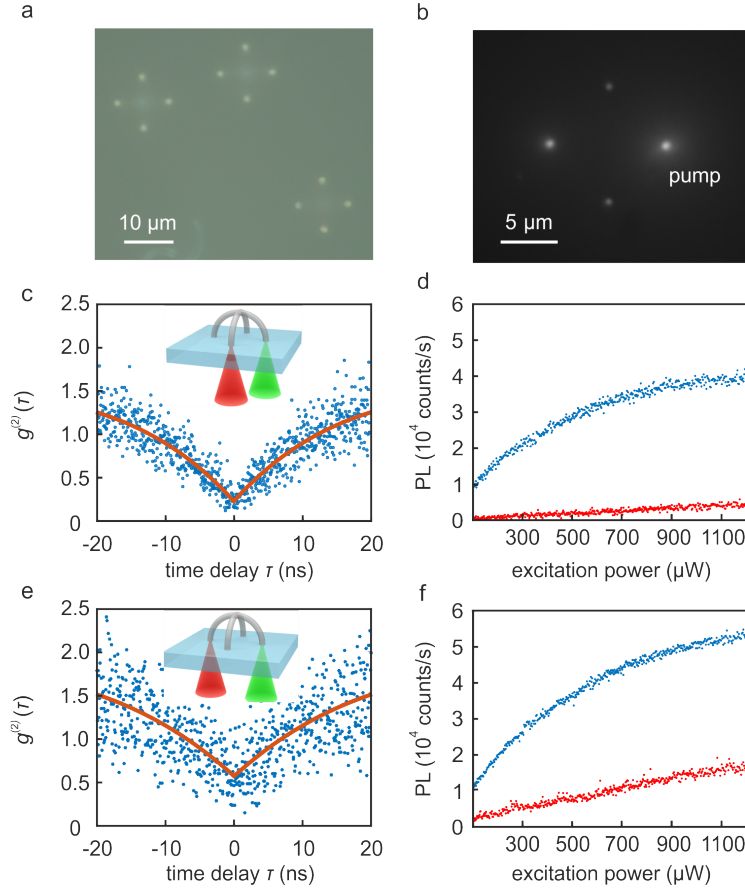 a
10 µm
b
pump
5 µm
c
2.5
2.0
1.5
1.0
0.5
0
g(2) (τ)
-20 -10 0 10 20
time delay τ (ns)
d
6
5
4
3
2
1
0
PL (10⁴ counts/s)
300 500 700 900 1100
excitation power (µW)
e
2.5
2.0
1.5
1.0
0.5
0
g(2) (τ)
-20 -10 0 10 20
time delay τ (ns)
f
6
5
4
3
2
1
0
PL (10⁴ counts/s)
300 500 700 900 1100
excitation power (µW)